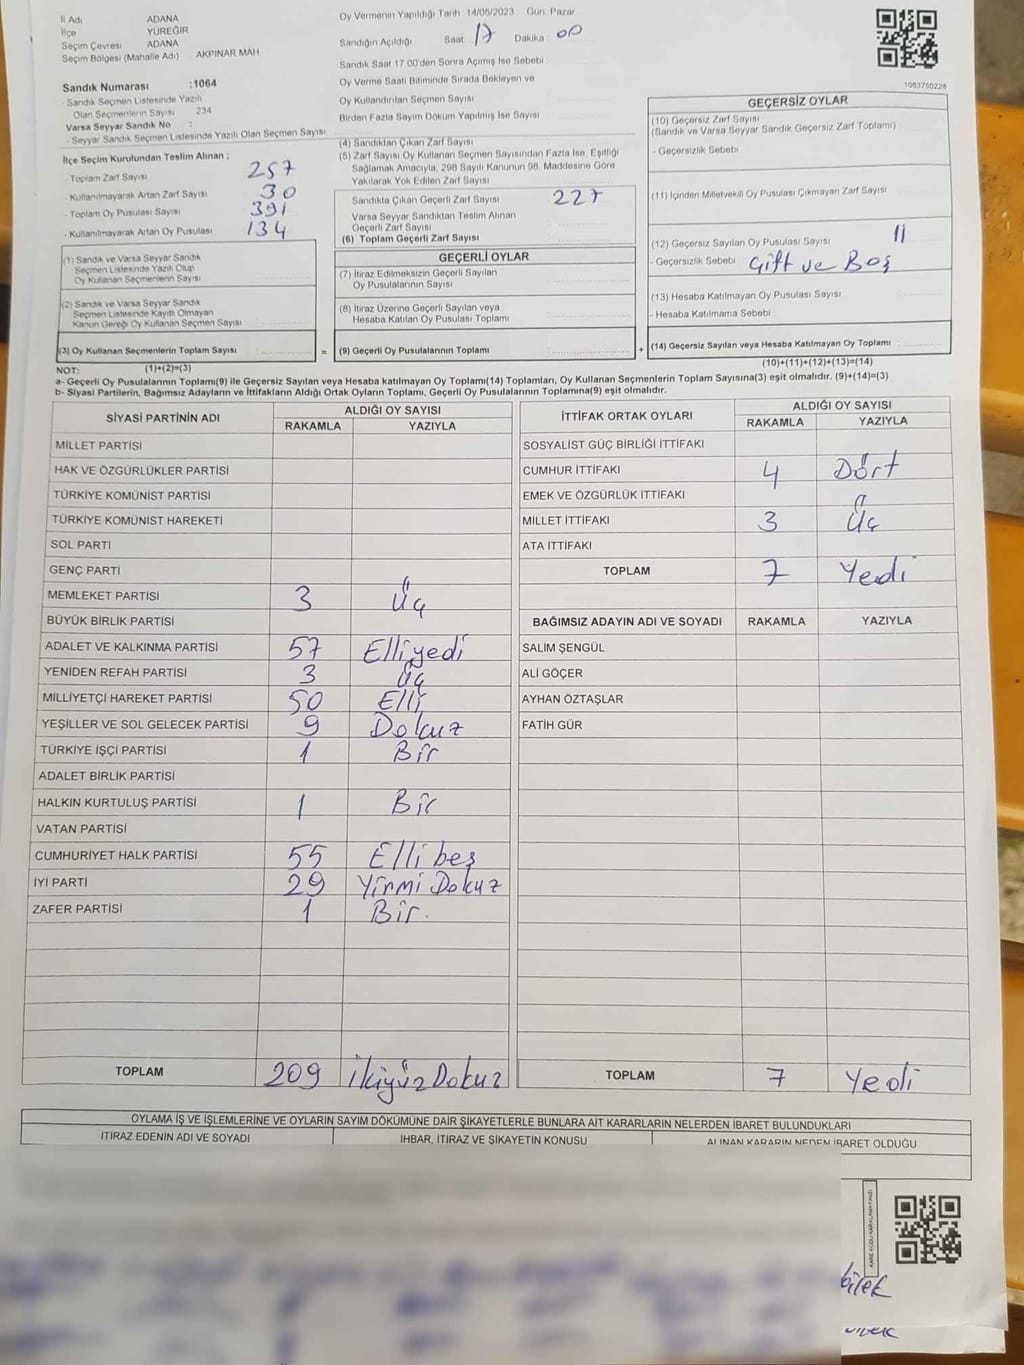 İl Adı ADANA
İlçe YÜREĞİR
Seçim Çevresi ADANA
Seçim Bölgesi (Mahalle Adı) AKPINAR MAH
Sandık Numarası :1064
- Sandık Seçmen Listesinde Yazılı
Olan Seçmenlerin Sayısı 234
Varsa Seyyar Sandık No :
- Seyyar Sandık Seçmen Listesinde Yazılı Olan Seçmen Sayısı
İlçe Seçim Kurulundan Teslim Alınan ;
- Toplam Zarf Sayısı 257
- Kullanılmayarak Artan Zarf Sayısı 30
- Toplam Oy Pusulası Sayısı 391
- Kullanılmayarak Artan Oy Pusulası 134
(1) Sandık ve Varsa Seyyar Sandık
Seçmen Listesinde Yazılı Olup
Oy Kullanan Seçmenlerin Sayısı
(2) Sandık ve Varsa Seyyar Sandık
Seçmen Listesinde Kayıtlı Olmayan
Kanun Gereği Oy Kullanan Seçmen Sayısı
(3) Oy Kullanan Seçmenlerin Toplam Sayısı
(1)+(2)=(3)
Oy Vermenin Yapıldığı Tarih :14/05/2023 Gün: Pazar
Sandığın Açıldığı Saat 17 Dakika 00
Sandık Saat 17:00'den Sonra Açımış İse Sebebi
Oy Verme Saati Bitiminde Sırada Bekleyen ve
Oy Kullandırılan Seçmen Sayısı
Birden Fazla Sayım Döküm Yapılmış İse Sayısı
(4) Sandıktan Çıkan Zarf Sayısı
(5) Zarf Sayısı Oy Kullanan Seçmen Sayısından Fazla İse, Eşitliği
Sağlamak Amacıyla, 298 Sayılı Kanunun 98. Maddesine Göre
Yakılarak Yok Edilen Zarf Sayısı
Sandıkta Çıkan Geçerli Zarf Sayısı 227
Varsa Seyyar Sandıktan Teslim Alınan
Geçerli Zarf Sayısı
(6) Toplam Geçerli Zarf Sayısı
GEÇERLİ OYLAR
(7) İtiraz Edilmeksizin Geçerli Sayılan
Oy Pusulalarının Sayısı
(8) İtiraz Üzerine Geçerli Sayılan veya
Hesaba Katılan Oy Pusulası Toplamı
= (9) Geçerli Oy Pusulalarının Toplamı +
1053750226
GEÇERSİZ OYLAR
(10) Geçersiz Zarf Sayısı
(Sandık ve Varsa Seyyar Sandık Geçersiz Zarf Toplamı)
- Geçersizlik Sebebi
(11) İçinden Milletvekili Oy Pusulası Çıkmayan Zarf Sayısı
(12) Geçersiz Sayılan Oy Pusulası Sayısı 11
- Geçersizlik Sebebi Çift ve Boş
(13) Hesaba Katılmayan Oy Pusulası Sayısı
- Hesaba Katılmama Sebebi
(14) Geçersiz Sayılan veya Hesaba Katılmayan Oy Toplamı
(10)+(11)+(12)+(13)=(14)
NOT:
a- Geçerli Oy Pusulalarının Toplamı(9) ile Geçersiz Sayılan veya Hesaba katılmayan Oy Toplamı(14) Toplamları, Oy Kullanan Seçmenlerin Toplam Sayısına(3) eşit olmalıdır. (9)+(14)=(3)
b- Siyasi Partilerin, Bağımsız Adayların ve İttifakların Aldığı Ortak Oyların Toplamı, Geçerli Oy Pusulalarının Toplamına(9) eşit olmalıdır.
SİYASİ PARTİNİN ADI ALDIĞI OY SAYISI
RAKAMLA YAZIYLA
MİLLET PARTİSİ
HAK VE ÖZGÜRLÜKLER PARTİSİ
TÜRKİYE KOMÜNİST PARTİSİ
TÜRKİYE KOMÜNİST HAREKETİ
SOL PARTİ
GENÇ PARTİ
MEMLEKET PARTİSİ 3 Üç
BÜYÜK BİRLİK PARTİSİ
ADALET VE KALKINMA PARTİSİ 57 Elliyedi
YENİDEN REFAH PARTİSİ 3 Üç
MİLLİYETÇİ HAREKET PARTİSİ 50 Elli
YEŞİLLER VE SOL GELECEK PARTİSİ 9 Dokuz
TÜRKİYE İŞÇİ PARTİSİ 1 Bir
ADALET BİRLİK PARTİSİ
HALKIN KURTULUŞ PARTİSİ 1 Bir
VATAN PARTİSİ
CUMHURİYET HALK PARTİSİ 55 Elli beş
İYİ PARTİ 29 Yirmi Dokuz
ZAFER PARTİSİ 1 Bir.
TOPLAM 209 İkiyüz Dokuz
İTTİFAK ORTAK OYLARI ALDIĞI OY SAYISI
RAKAMLA YAZIYLA
SOSYALİST GÜÇ BİRLİĞİ İTTİFAKI
CUMHUR İTTİFAKI 4 Dört
EMEK VE ÖZGÜRLÜK İTTİFAKI
MİLLET İTTİFAKI 3 Üç
ATA İTTİFAKI
TOPLAM 7 Yedi
BAĞIMSIZ ADAYIN ADI VE SOYADI RAKAMLA YAZIYLA
SALİM ŞENGÜL
ALİ GÖÇER
AYHAN ÖZTAŞLAR
FATİH GÜR
TOPLAM 7 Yedi
OYLAMA İŞ VE İŞLEMLERİNE VE OYLARIN SAYIM DÖKÜMÜNE DAİR ŞİKAYETLERLE BUNLARA AİT KARARLARIN NELERDEN İBARET BULUNDUKLARI
İTİRAZ EDENİN ADI VE SOYADI İHBAR, İTİRAZ VE ŞİKAYETİN KONUSU ALINAN KARARIN NEDEN İBARET OLDUĞU